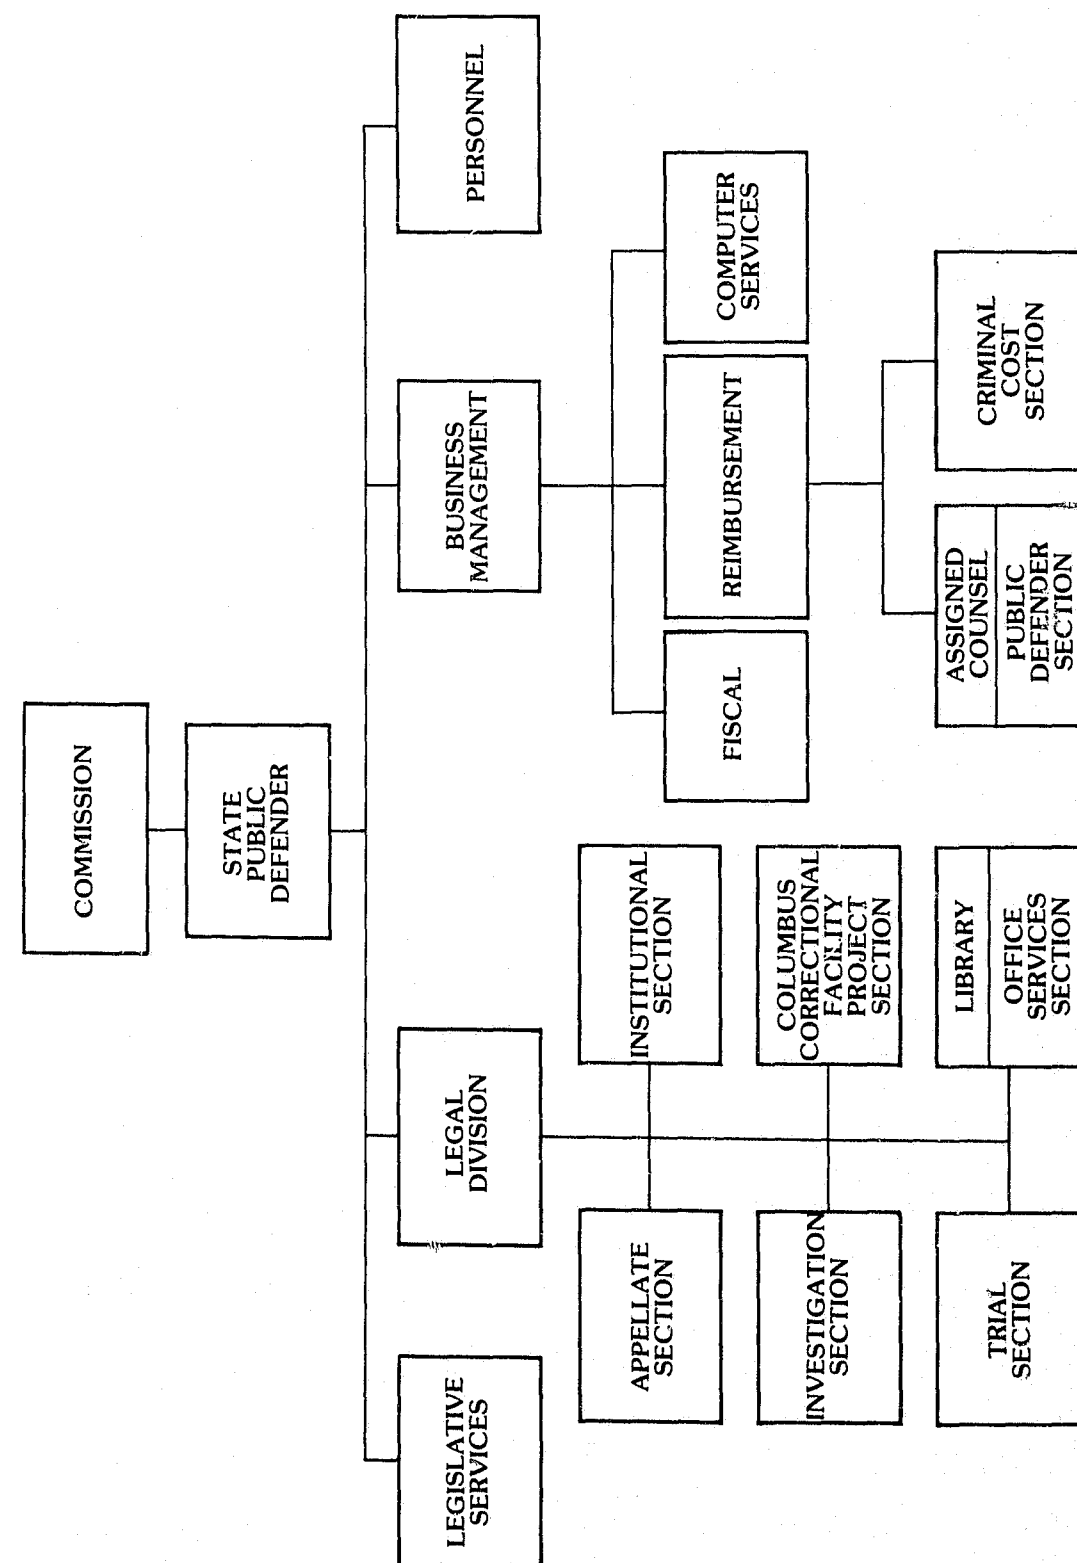 COMMISSION
STATE
PUBLIC
DEFENDER
LEGISLATIVE
SERVICES
LEGAL
DIVISION
BUSINESS
MANAGEMENT
PERSONNEL
APPELLATE
SECTION
INSTITUTIONAL
SECTION
INVESTIGATION
SECTION
COLUMBUS
CORRECTIONAL
FACILITY
PROJECT
SECTION
TRIAL
SECTION
LIBRARY
OFFICE
SERVICES
SECTION
FISCAL
REIMBURSEMENT
COMPUTER
SERVICES
ASSIGNED
COUNSEL
PUBLIC
DEFENDER
SECTION
CRIMINAL
COST
SECTION